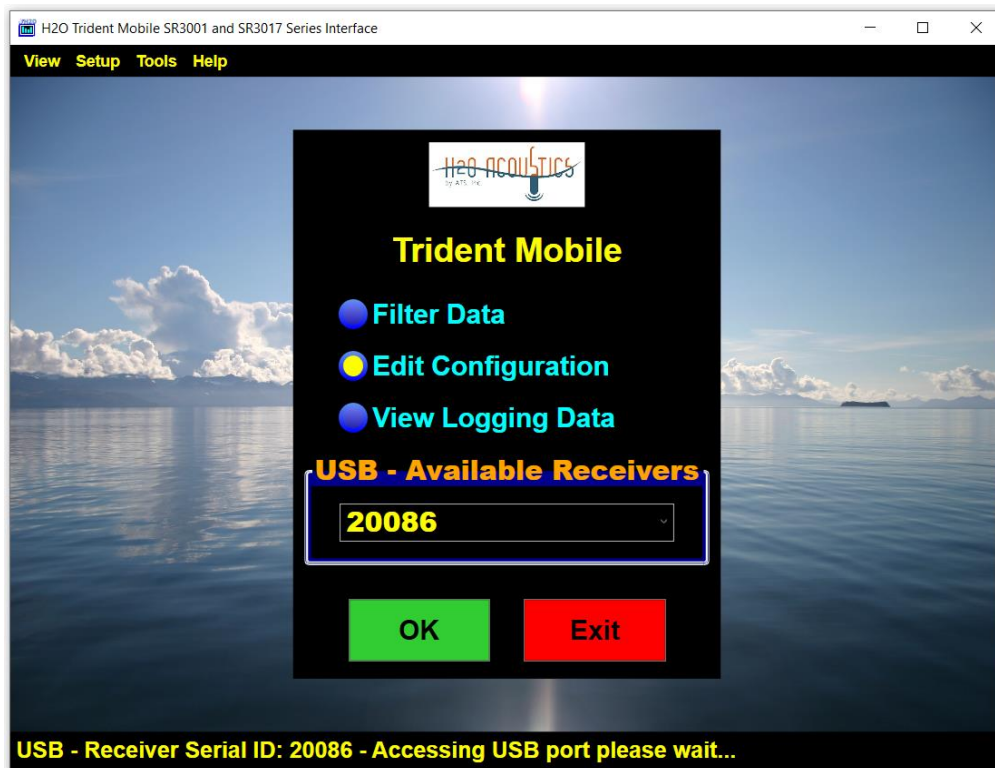 H2O Trident Mobile SR3001 and SR3017 Series Interface
View Setup Tools Help
H2O ACOUSTICS
by ATS, Inc.
Trident Mobile
Filter Data
Edit Configuration
View Logging Data
USB - Available Receivers
20086
OK Exit
USB - Receiver Serial ID: 20086 - Accessing USB port please wait...